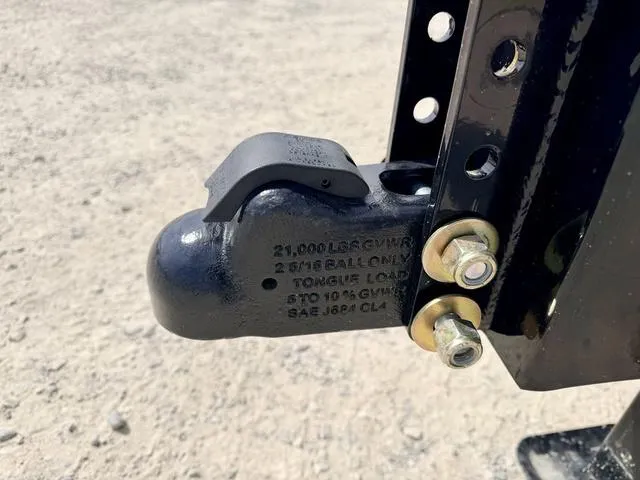 21,000 LBS GVWR
2 5/16 BALL ONLY
TONGUE LOAD
5 TO 10 % GVWR
SAE J684 CL4